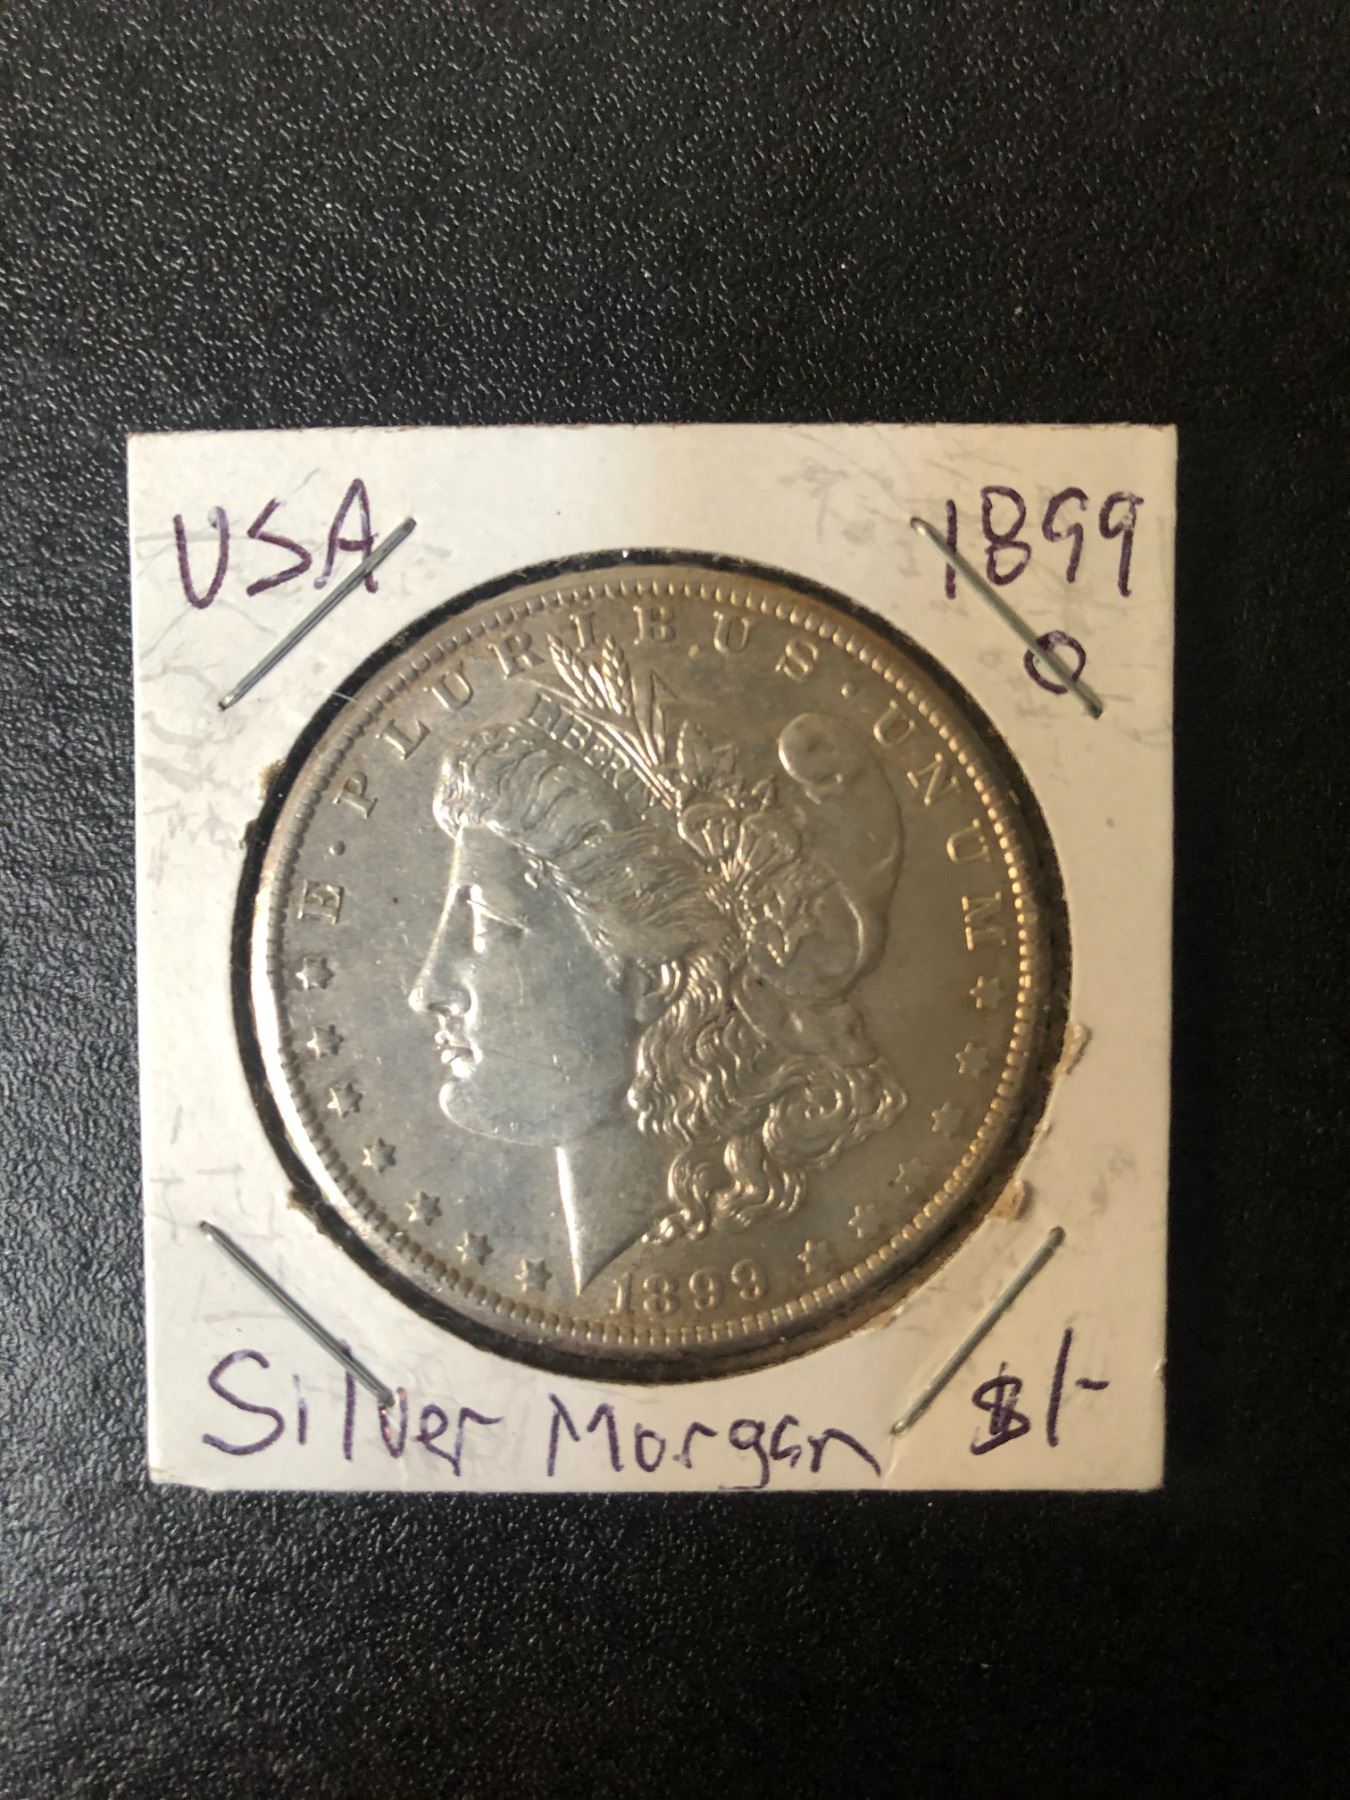 USA
1899
O
E · PLURIBUS · UNUM
LIBERTY
1899
Silver Morgan
$1/-